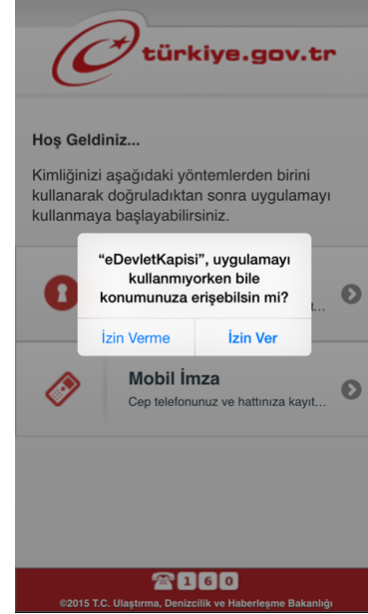 türkiye.gov.tr
Hoş Geldiniz...
Kimliğinizi aşağıdaki yöntemlerden birini
kullanarak doğruladıktan sonra uygulamayı
kullanmaya başlayabilirsiniz.
“eDevletKapisi”, uygulamayı
kullanmıyorken bile
konumunuza erişebilsin mi?
İzin Verme
İzin Ver
Mobil İmza
Cep telefonunuz ve hattınıza kayıt...
160
©2015 T.C. Ulaştırma, Denizcilik ve Haberleşme Bakanlığı